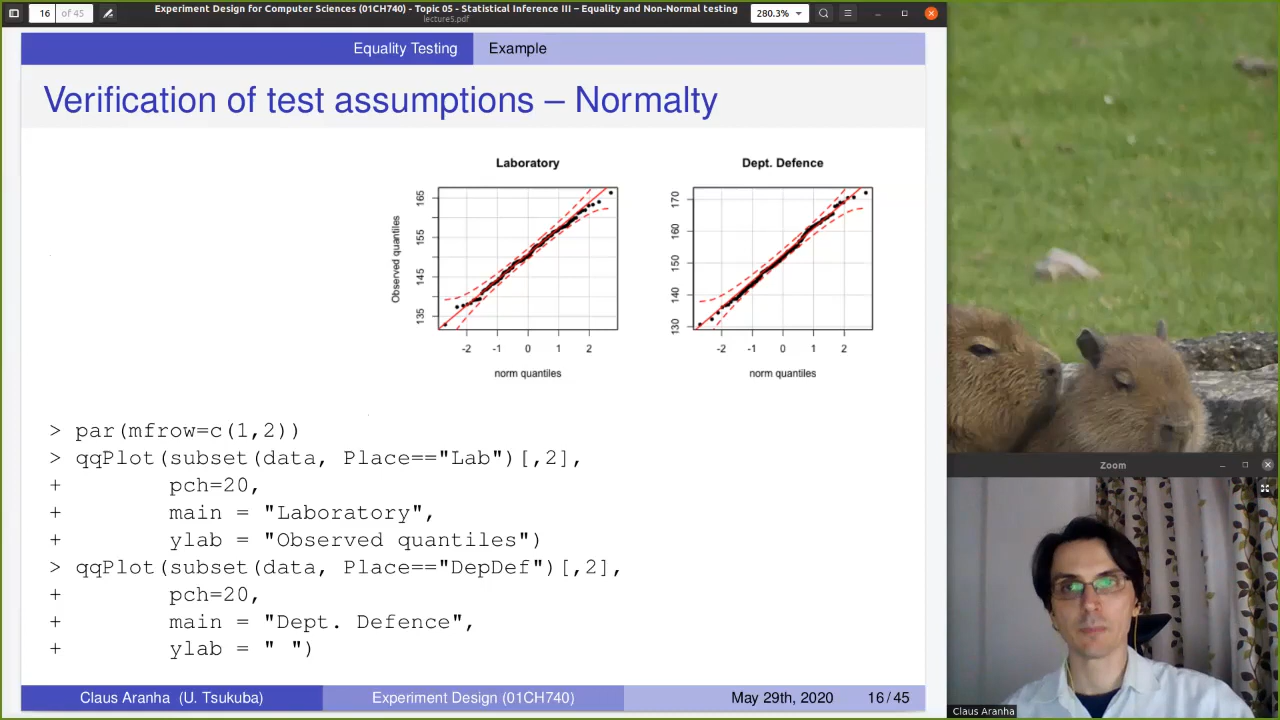 16 of 45
Experiment Design for Computer Sciences (01CH740) - Topic 05 - Statistical Inference III – Equality and Non-Normal testing
lecture5.pdf
280.3%
Equality Testing Example
Verification of test assumptions – Normalty
Laboratory
Observed quantiles
165
155
145
135
-2 -1 0 1 2
norm quantiles
Dept. Defence
170
160
150
140
130
-2 -1 0 1 2
norm quantiles
> par(mfrow=c(1,2))
> qqPlot(subset(data, Place=="Lab")[,2],
+ pch=20,
+ main = "Laboratory",
+ ylab = "Observed quantiles")
> qqPlot(subset(data, Place=="DepDef")[,2],
+ pch=20,
+ main = "Dept. Defence",
+ ylab = " ")
Claus Aranha (U. Tsukuba) Experiment Design (01CH740) May 29th, 2020 16 / 45
Zoom
Claus Aranha